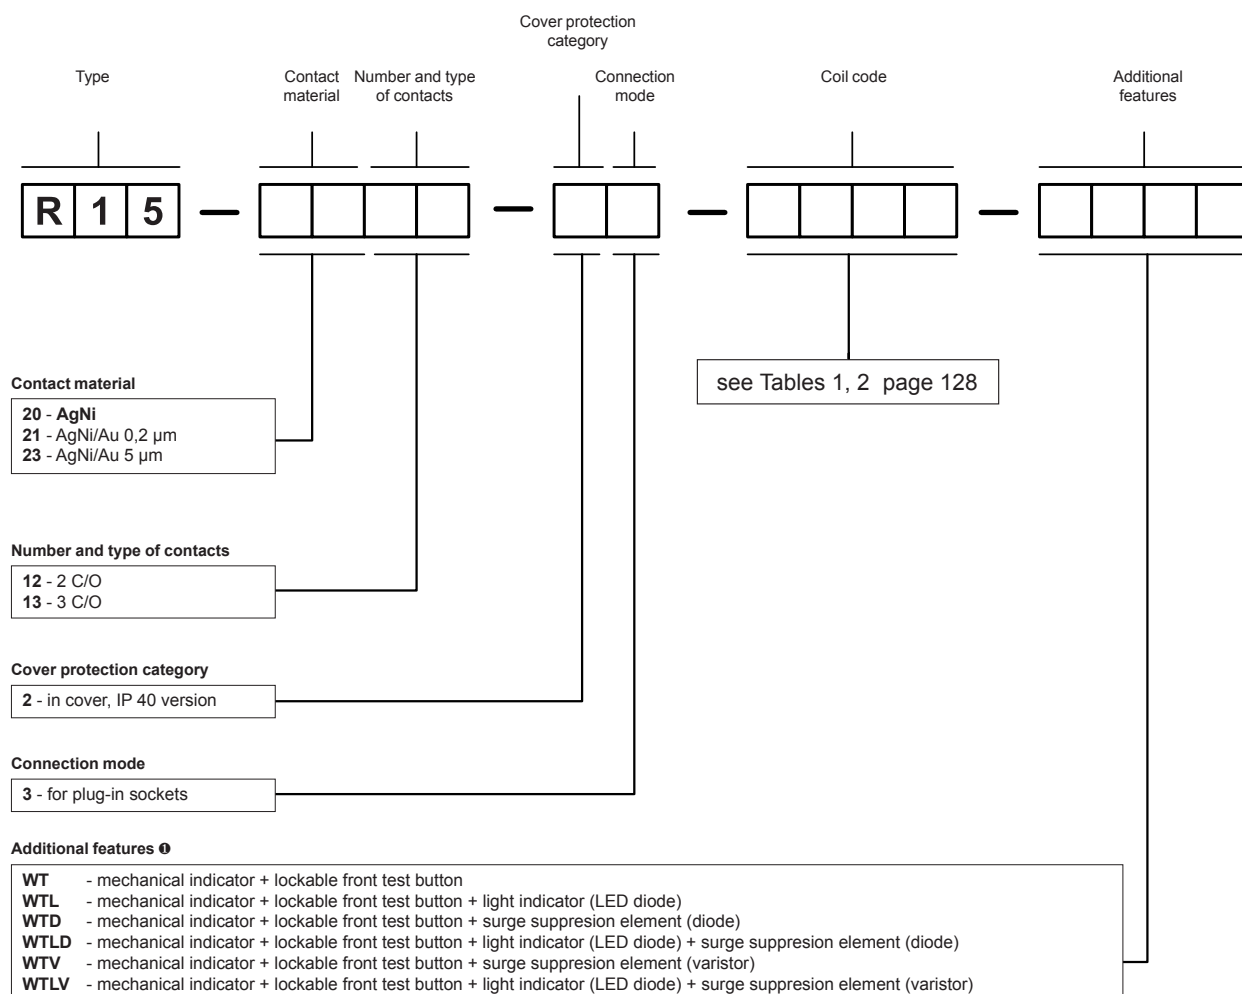 Cover protection
category
Type
Contact
material
Number and type
of contacts
Connection
mode
Coil code
Additional
features
R 1 5 — — — —
see Tables 1, 2 page 128
Contact material
20 - AgNi
21 - AgNi/Au 0,2 µm
23 - AgNi/Au 5 µm
Number and type of contacts
12 - 2 C/O
13 - 3 C/O
Cover protection category
2 - in cover, IP 40 version
Connection mode
3 - for plug-in sockets
Additional features ❶
WT - mechanical indicator + lockable front test button
WTL - mechanical indicator + lockable front test button + light indicator (LED diode)
WTD - mechanical indicator + lockable front test button + surge suppresion element (diode)
WTLD - mechanical indicator + lockable front test button + light indicator (LED diode) + surge suppresion element (diode)
WTV - mechanical indicator + lockable front test button + surge suppresion element (varistor)
WTLV - mechanical indicator + lockable front test button + light indicator (LED diode) + surge suppresion element (varistor)